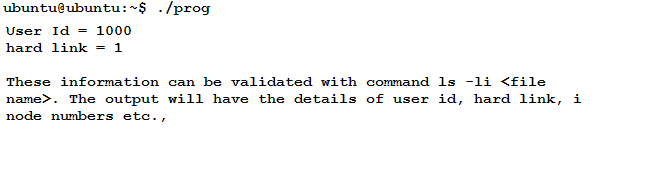 ubuntu@ubuntu:~$ ./prog
User Id = 1000
hard link = 1
These information can be validated with command ls -li <file
name>. The output will have the details of user id, hard link, i
node numbers etc.,